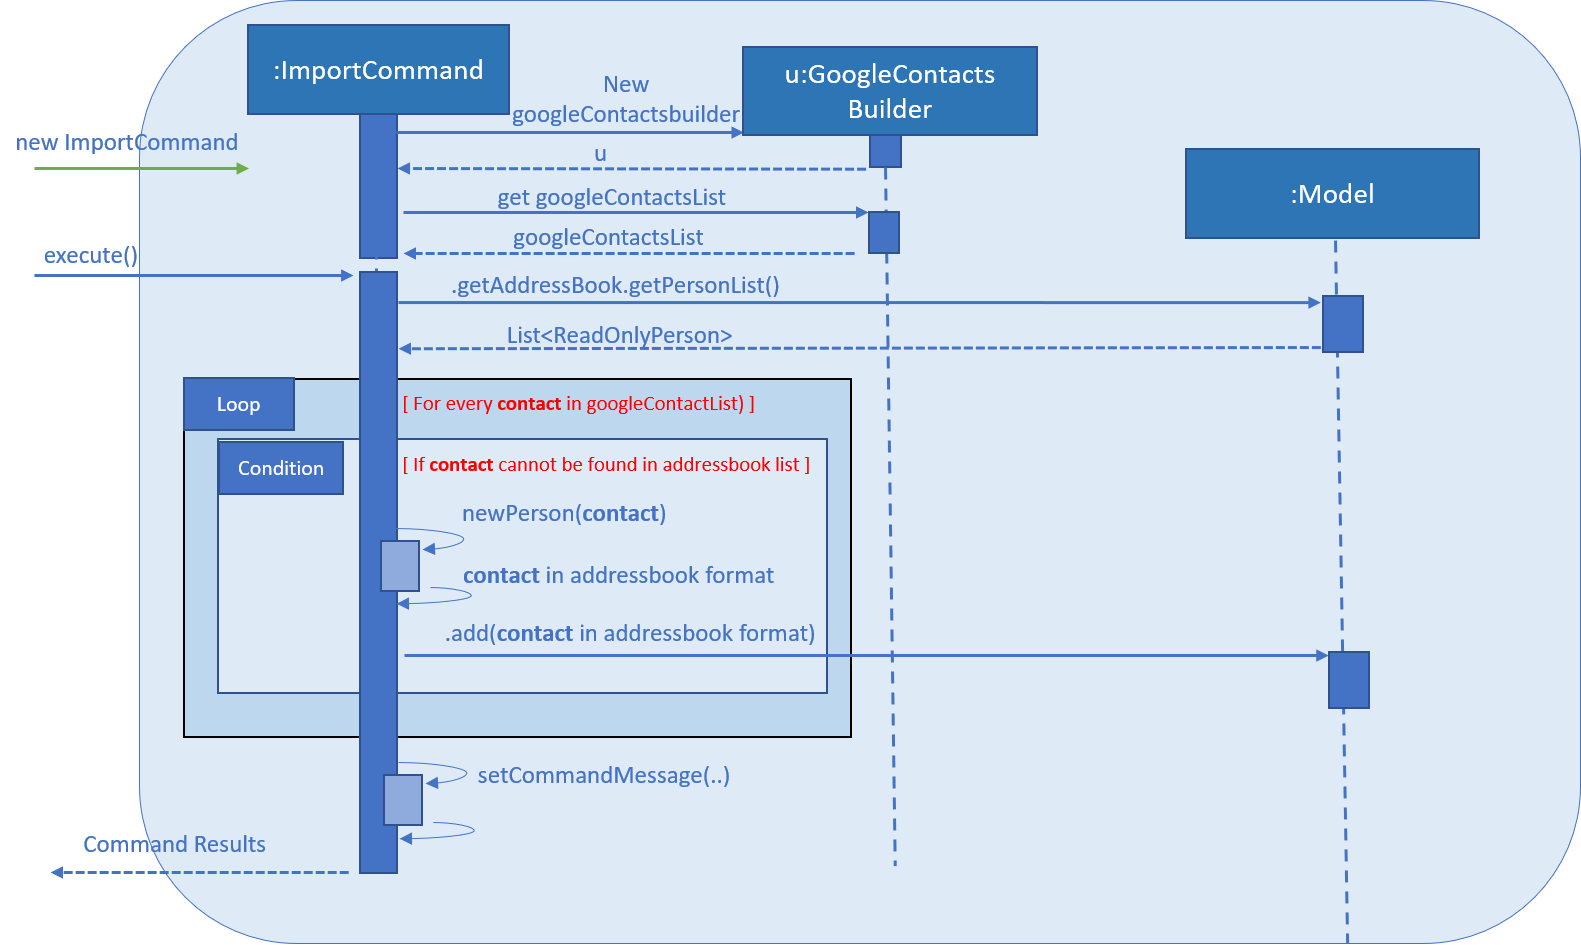 :ImportCommand
u:GoogleContacts
Builder
New
googleContactsbuilder
new ImportCommand
u
:Model
get googleContactsList
googleContactsList
execute()
.getAddressBook.getPersonList()
List<ReadOnlyPerson>
Loop
[ For every contact in googleContactList) ]
Condition
[ If contact cannot be found in addressbook list ]
newPerson(contact)
contact in addressbook format
.add(contact in addressbook format)
setCommandMessage(..)
Command Results